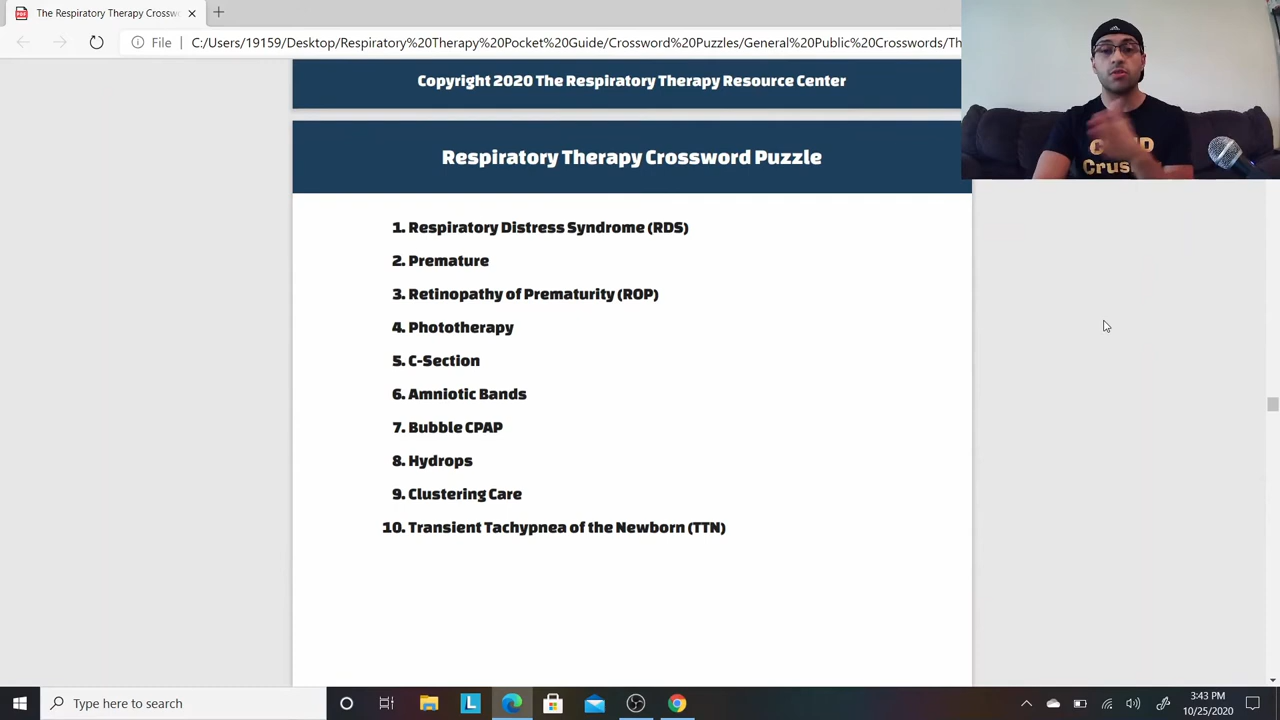 The Respiratory Therapy Crossw
File
C:/Users/19159/Desktop/Respiratory%20Therapy%20Pocket%20Guide/Crossword%20Puzzles/General%20Public%20Crosswords/Th
Copyright 2020 The Respiratory Therapy Resource Center
Respiratory Therapy Crossword Puzzle
1. Respiratory Distress Syndrome (RDS)
2. Premature
3. Retinopathy of Prematurity (ROP)
4. Phototherapy
5. C-Section
6. Amniotic Bands
7. Bubble CPAP
8. Hydrops
9. Clustering Care
10. Transient Tachypnea of the Newborn (TTN)
Type here to search
3:43 PM
10/25/2020